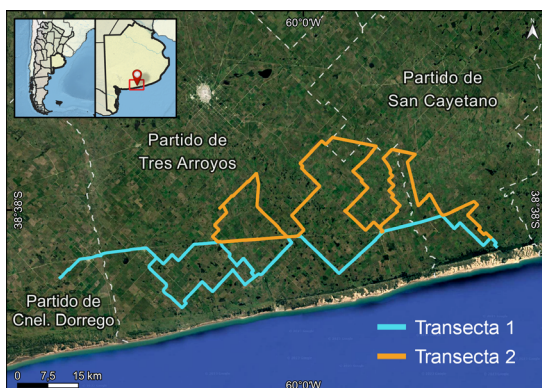 60°0'W
Partido de
San Cayetano
Partido de
Tres Arroyos
38°38'S
38°38'S
Partido de
Cnel. Dorrego
Transecta 1
Transecta 2
0 7,5 15 km
60°0'W